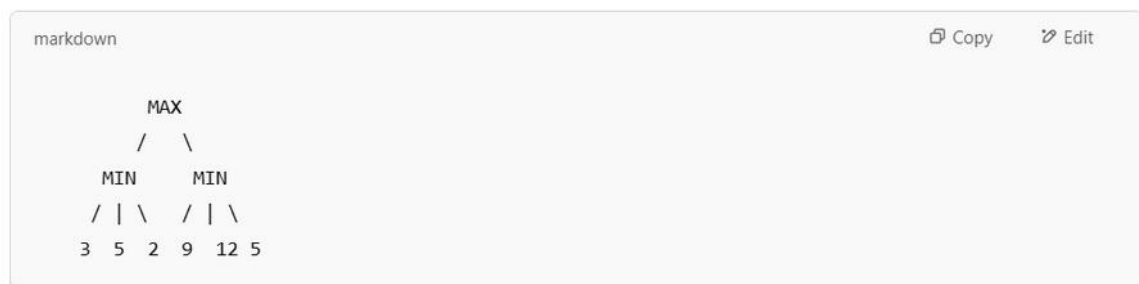 markdown Copy Edit
MAX
/ \
MIN MIN
/ | \ / | \
3 5 2 9 12 5